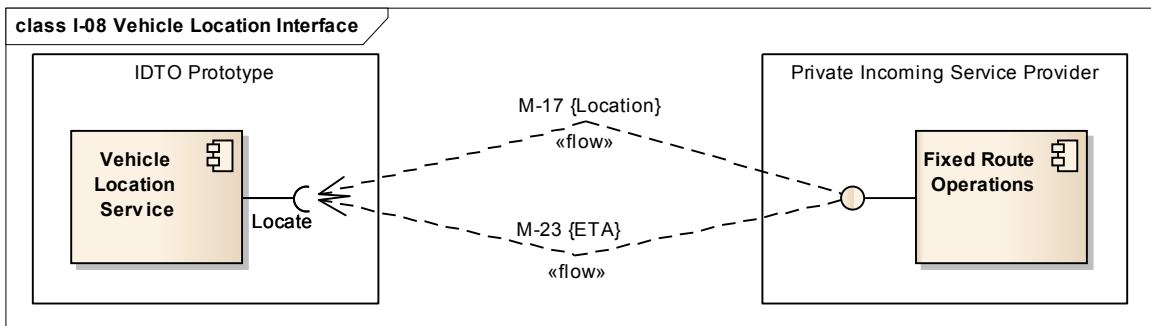 class I-08 Vehicle Location Interface
IDTO Prototype
Private Incoming Service Provider
M-17 {Location}
«flow»
Vehicle
Location
Service
Locate
Fixed Route
Operations
M-23 {ETA}
«flow»